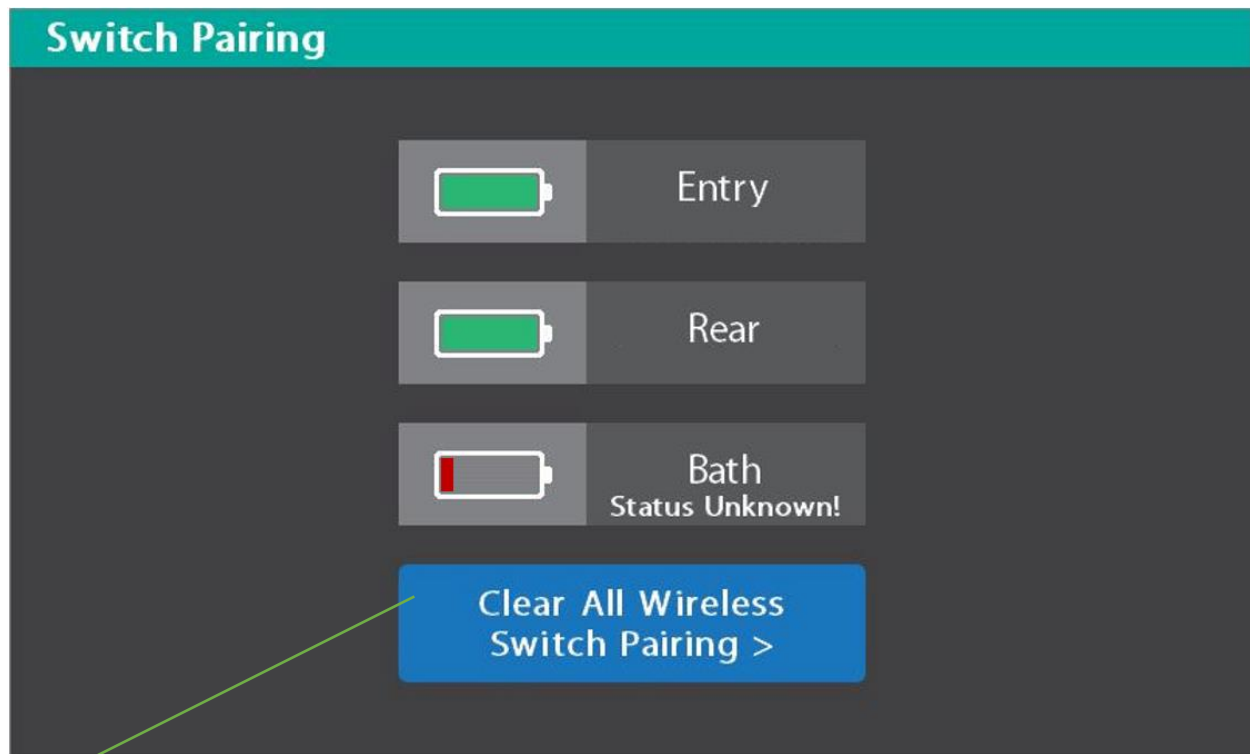 Switch Pairing
Entry
Rear
Bath
Status Unknown!
Clear All Wireless
Switch Pairing >